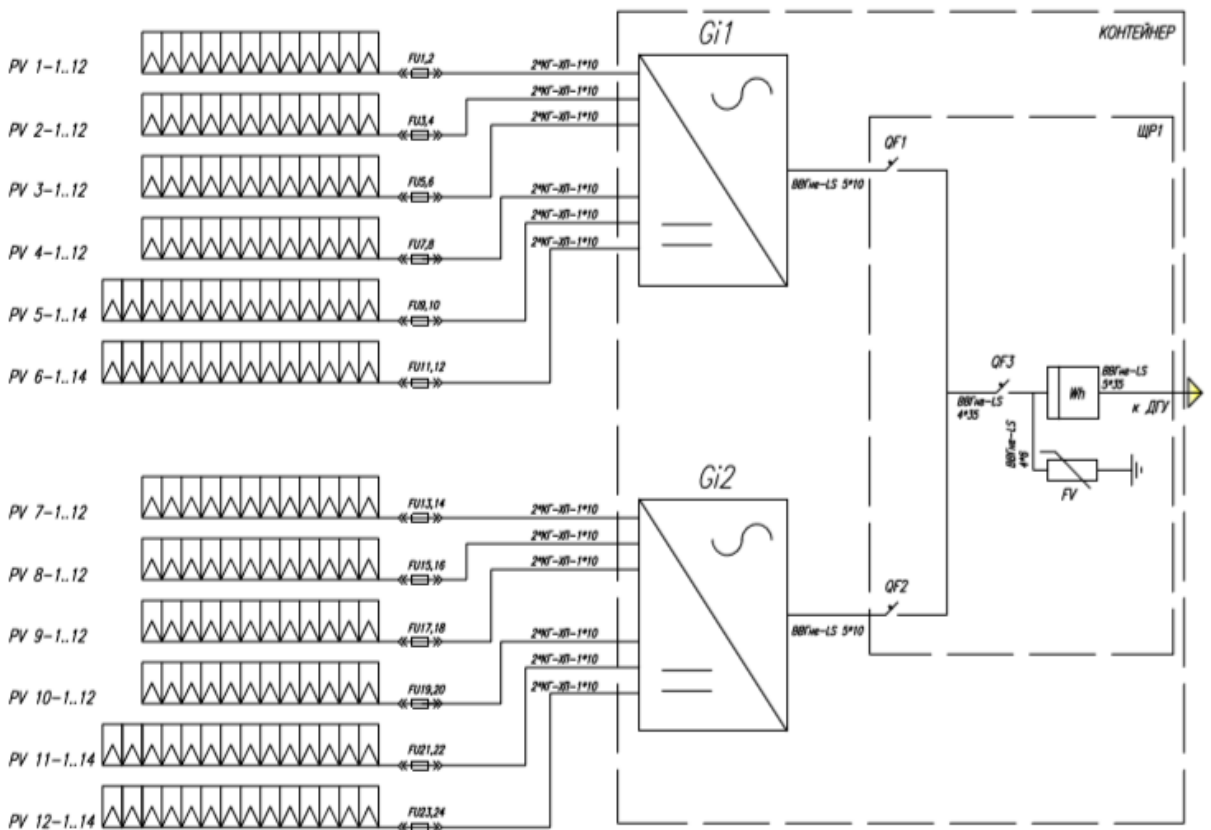 КОНТЕЙНЕР
Gi1
PV 1-1..12
FU1,2
2*КГ-ХЛ-1*10
PV 2-1..12
FU3,4
2*КГ-ХЛ-1*10
PV 3-1..12
FU5,6
2*КГ-ХЛ-1*10
PV 4-1..12
FU7,8
2*КГ-ХЛ-1*10
PV 5-1..14
FU9,10
2*КГ-ХЛ-1*10
PV 6-1..14
FU11,12
2*КГ-ХЛ-1*10
ЩР1
QF1
ВВГнг-LS 5*10
QF3
ВВГнг-LS
4*35
ВВГнг-LS
4*6
Wh
ВВГнг-LS
5*35
к ДГУ
FV
Gi2
PV 7-1..12
FU13,14
2*КГ-ХЛ-1*10
PV 8-1..12
FU15,16
2*КГ-ХЛ-1*10
PV 9-1..12
FU17,18
2*КГ-ХЛ-1*10
PV 10-1..12
FU19,20
2*КГ-ХЛ-1*10
PV 11-1..14
FU21,22
2*КГ-ХЛ-1*10
PV 12-1..14
FU23,24
2*КГ-ХЛ-1*10
QF2
ВВГнг-LS 5*10